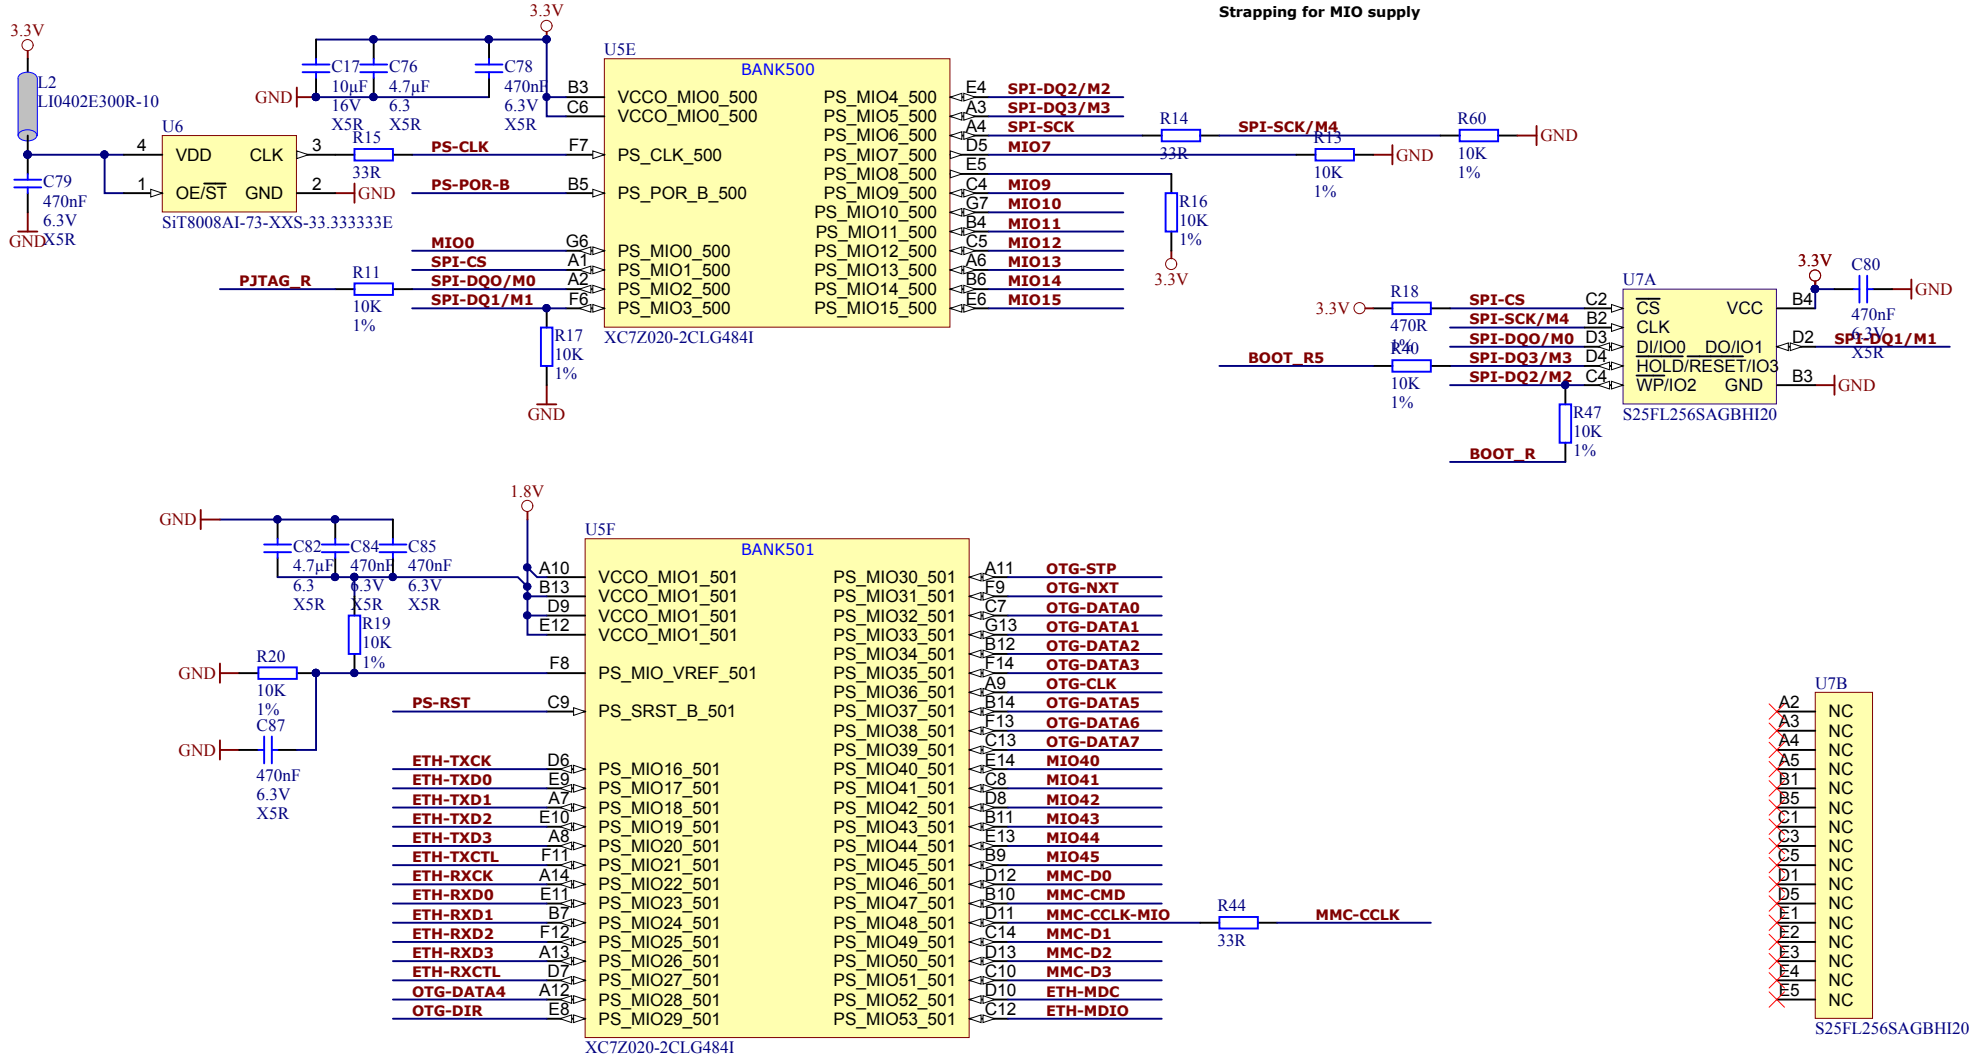 Strapping for MIO supply
3.3V
L2
LI0402E300R-10
C79
470nF
6.3V
X5R
GND
U6
4 VDD CLK 3
1 OE/ST GND 2
SiT8008AI-73-XXS-33.333333E
GND
R15
33R
PS-CLK
PS-POR-B
3.3V
GND
C17
10µF
16V
X5R
C76
4.7µF
6.3
X5R
C78
470nF
6.3V
X5R
MIO0
SPI-CS
PJTAG_R
R11
10K
1%
SPI-DQO/M0
SPI-DQ1/M1
R17
10K
1%
GND
U5E
BANK500
B3 VCCO_MIO0_500
C6 VCCO_MIO0_500
F7 PS_CLK_500
B5 PS_POR_B_500
G6 PS_MIO0_500
A1 PS_MIO1_500
A2 PS_MIO2_500
F6 PS_MIO3_500
PS_MIO4_500 E4 SPI-DQ2/M2
PS_MIO5_500 A3 SPI-DQ3/M3
PS_MIO6_500 A4 SPI-SCK
PS_MIO7_500 D5 MIO7
PS_MIO8_500 E5
PS_MIO9_500 C4 MIO9
PS_MIO10_500 G7 MIO10
PS_MIO11_500 B4 MIO11
PS_MIO12_500 C5 MIO12
PS_MIO13_500 A6 MIO13
PS_MIO14_500 B6 MIO14
PS_MIO15_500 E6 MIO15
XC7Z020-2CLG484I
R14
33R
SPI-SCK/M4
R60
10K
1%
GND
R13
10K
1%
GND
R16
10K
1%
3.3V
3.3V
R18
470R
1%
BOOT_R5
R40
10K
1%
SPI-CS
SPI-SCK/M4
SPI-DQO/M0
SPI-DQ3/M3
SPI-DQ2/M2
R47
10K
1%
BOOT_R
U7A
C2 CS VCC B4
B2 CLK
D3 DI/IO0 DO/IO1 D2 SPI-DQ1/M1
D4 HOLD/RESET/IO3
C4 WP/IO2 GND B3 GND
S25FL256SAGBHI20
3.3V
C80
470nF
6.3V
X5R
GND
1.8V
GND
C82
4.7µF
6.3
X5R
C84
470nF
6.3V
X5R
C85
470nF
6.3V
X5R
R19
10K
1%
GND
R20
10K
1%
GND
C87
470nF
6.3V
X5R
U5F
BANK501
A10 VCCO_MIO1_501
B13 VCCO_MIO1_501
D9 VCCO_MIO1_501
E12 VCCO_MIO1_501
F8 PS_MIO_VREF_501
PS-RST C9 PS_SRST_B_501
ETH-TXCK D6 PS_MIO16_501
ETH-TXD0 E9 PS_MIO17_501
ETH-TXD1 A7 PS_MIO18_501
ETH-TXD2 E10 PS_MIO19_501
ETH-TXD3 A8 PS_MIO20_501
ETH-TXCTL F11 PS_MIO21_501
ETH-RXCK A14 PS_MIO22_501
ETH-RXD0 E11 PS_MIO23_501
ETH-RXD1 B7 PS_MIO24_501
ETH-RXD2 F12 PS_MIO25_501
ETH-RXD3 A13 PS_MIO26_501
ETH-RXCTL D7 PS_MIO27_501
OTG-DATA4 A12 PS_MIO28_501
OTG-DIR E8 PS_MIO29_501
PS_MIO30_501 A11 OTG-STP
PS_MIO31_501 F9 OTG-NXT
PS_MIO32_501 C7 OTG-DATA0
PS_MIO33_501 G13 OTG-DATA1
PS_MIO34_501 B12 OTG-DATA2
PS_MIO35_501 F14 OTG-DATA3
PS_MIO36_501 A9 OTG-CLK
PS_MIO37_501 B14 OTG-DATA5
PS_MIO38_501 F13 OTG-DATA6
PS_MIO39_501 C13 OTG-DATA7
PS_MIO40_501 E14 MIO40
PS_MIO41_501 C8 MIO41
PS_MIO42_501 D8 MIO42
PS_MIO43_501 B11 MIO43
PS_MIO44_501 E13 MIO44
PS_MIO45_501 B9 MIO45
PS_MIO46_501 D12 MMC-D0
PS_MIO47_501 B10 MMC-CMD
PS_MIO48_501 D11 MMC-CCLK-MIO
PS_MIO49_501 C14 MMC-D1
PS_MIO50_501 D13 MMC-D2
PS_MIO51_501 C10 MMC-D3
PS_MIO52_501 D10 ETH-MDC
PS_MIO53_501 C12 ETH-MDIO
XC7Z020-2CLG484I
R44
33R
MMC-CCLK
U7B
A2 NC
A3 NC
A4 NC
A5 NC
B1 NC
B5 NC
C1 NC
C3 NC
C5 NC
D1 NC
D5 NC
E1 NC
E2 NC
E3 NC
E4 NC
E5 NC
S25FL256SAGBHI20